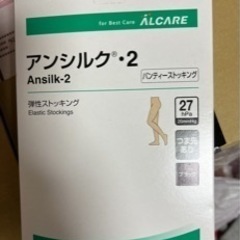 for Best Care ALCARE
アンシルク®・2
Ansilk-2
パンティーストッキング
弾性ストッキング
Elastic Stockings
27
hPa